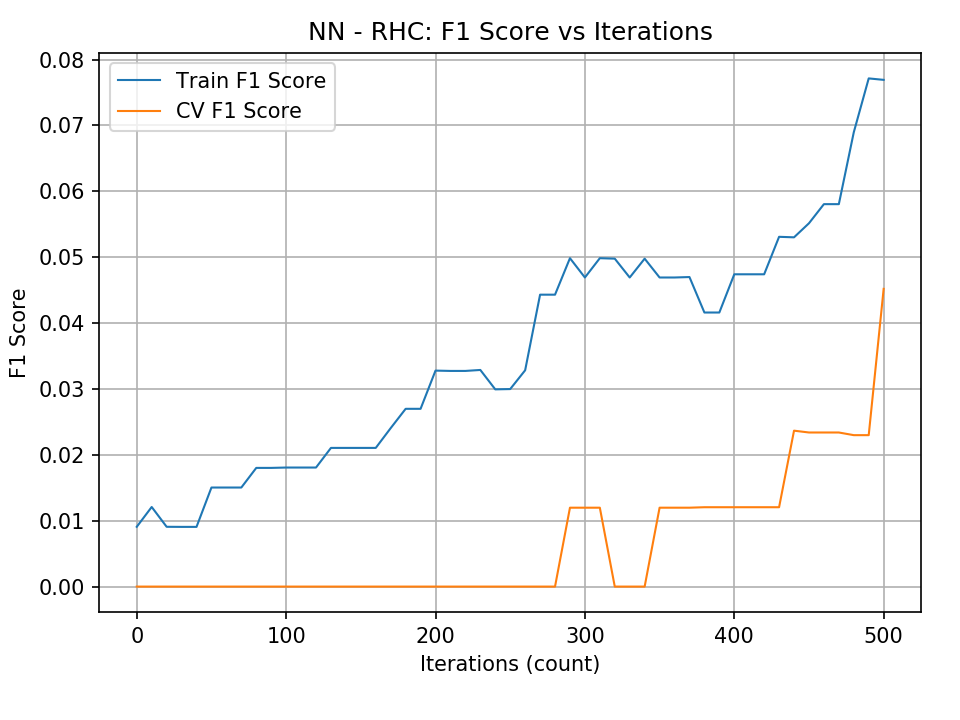 NN - RHC: F1 Score vs Iterations
Train F1 Score
CV F1 Score
0.08
0.07
0.06
0.05
0.04
0.03
0.02
0.01
0.00
F1 Score
0 100 200 300 400 500
Iterations (count)